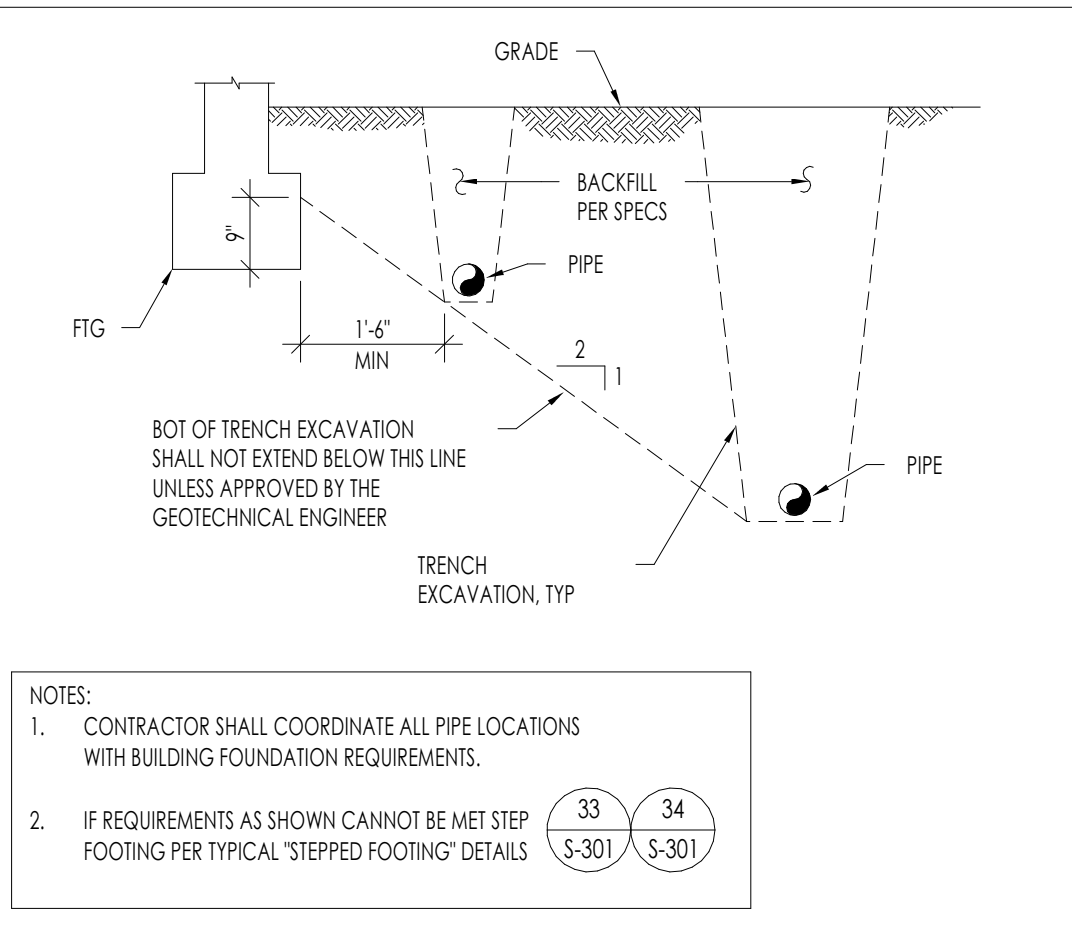 GRADE
BACKFILL
PER SPECS
9"
PIPE
FTG
1'-6"
MIN
2
1
BOT OF TRENCH EXCAVATION
SHALL NOT EXTEND BELOW THIS LINE
UNLESS APPROVED BY THE
GEOTECHNICAL ENGINEER
PIPE
TRENCH
EXCAVATION, TYP
NOTES:
1. CONTRACTOR SHALL COORDINATE ALL PIPE LOCATIONS
WITH BUILDING FOUNDATION REQUIREMENTS.
2. IF REQUIREMENTS AS SHOWN CANNOT BE MET STEP
FOOTING PER TYPICAL "STEPPED FOOTING" DETAILS
33 34
S-301 S-301